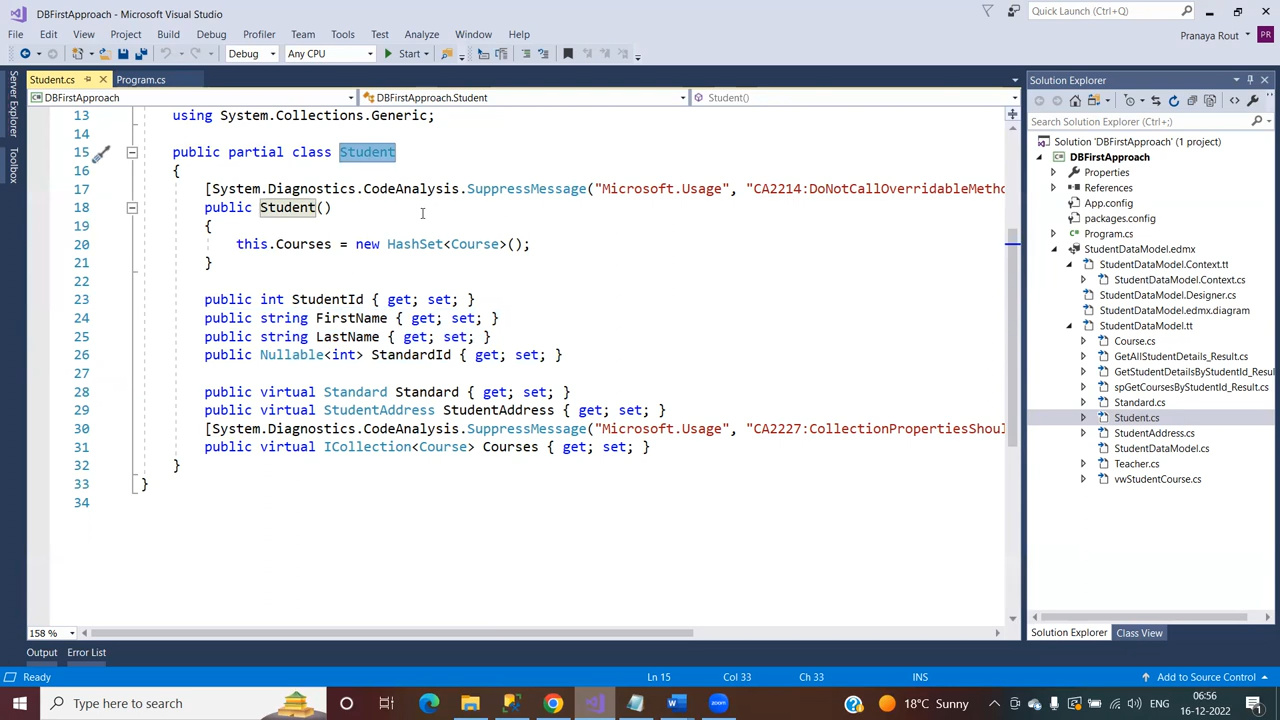 DBFirstApproach - Microsoft Visual Studio
Quick Launch (Ctrl+Q)
File Edit View Project Build Debug Profiler Team Tools Test Analyze Window Help
Pranaya Rout PR
Debug Any CPU Start
Student.cs Program.cs
DBFirstApproach DBFirstApproach.Student Student()
Server Explorer
Toolbox
13 using System.Collections.Generic;
14
15 public partial class Student
16 {
17 [System.Diagnostics.CodeAnalysis.SuppressMessage("Microsoft.Usage", "CA2214:DoNotCallOverridableMetho
18 public Student()
19 {
20 this.Courses = new HashSet<Course>();
21 }
22
23 public int StudentId { get; set; }
24 public string FirstName { get; set; }
25 public string LastName { get; set; }
26 public Nullable<int> StandardId { get; set; }
27
28 public virtual Standard Standard { get; set; }
29 public virtual StudentAddress StudentAddress { get; set; }
30 [System.Diagnostics.CodeAnalysis.SuppressMessage("Microsoft.Usage", "CA2227:CollectionPropertiesShoul
31 public virtual ICollection<Course> Courses { get; set; }
32 }
33 }
34
158 %
Solution Explorer
Search Solution Explorer (Ctrl+;)
Solution 'DBFirstApproach' (1 project)
DBFirstApproach
Properties
References
App.config
packages.config
Program.cs
StudentDataModel.edmx
StudentDataModel.Context.tt
StudentDataModel.Context.cs
StudentDataModel.Designer.cs
StudentDataModel.edmx.diagram
StudentDataModel.tt
Course.cs
GetAllStudentDetails_Result.cs
GetStudentDetailsByStudentId_Resul
spGetCoursesByStudentId_Result.cs
Standard.cs
Student.cs
StudentAddress.cs
StudentDataModel.cs
Teacher.cs
vwStudentCourse.cs
Solution Explorer Class View
Output Error List
Ready Ln 15 Col 33 Ch 33 INS Add to Source Control
Type here to search
zoom
18°C Sunny
ENG
06:56
16-12-2022
1